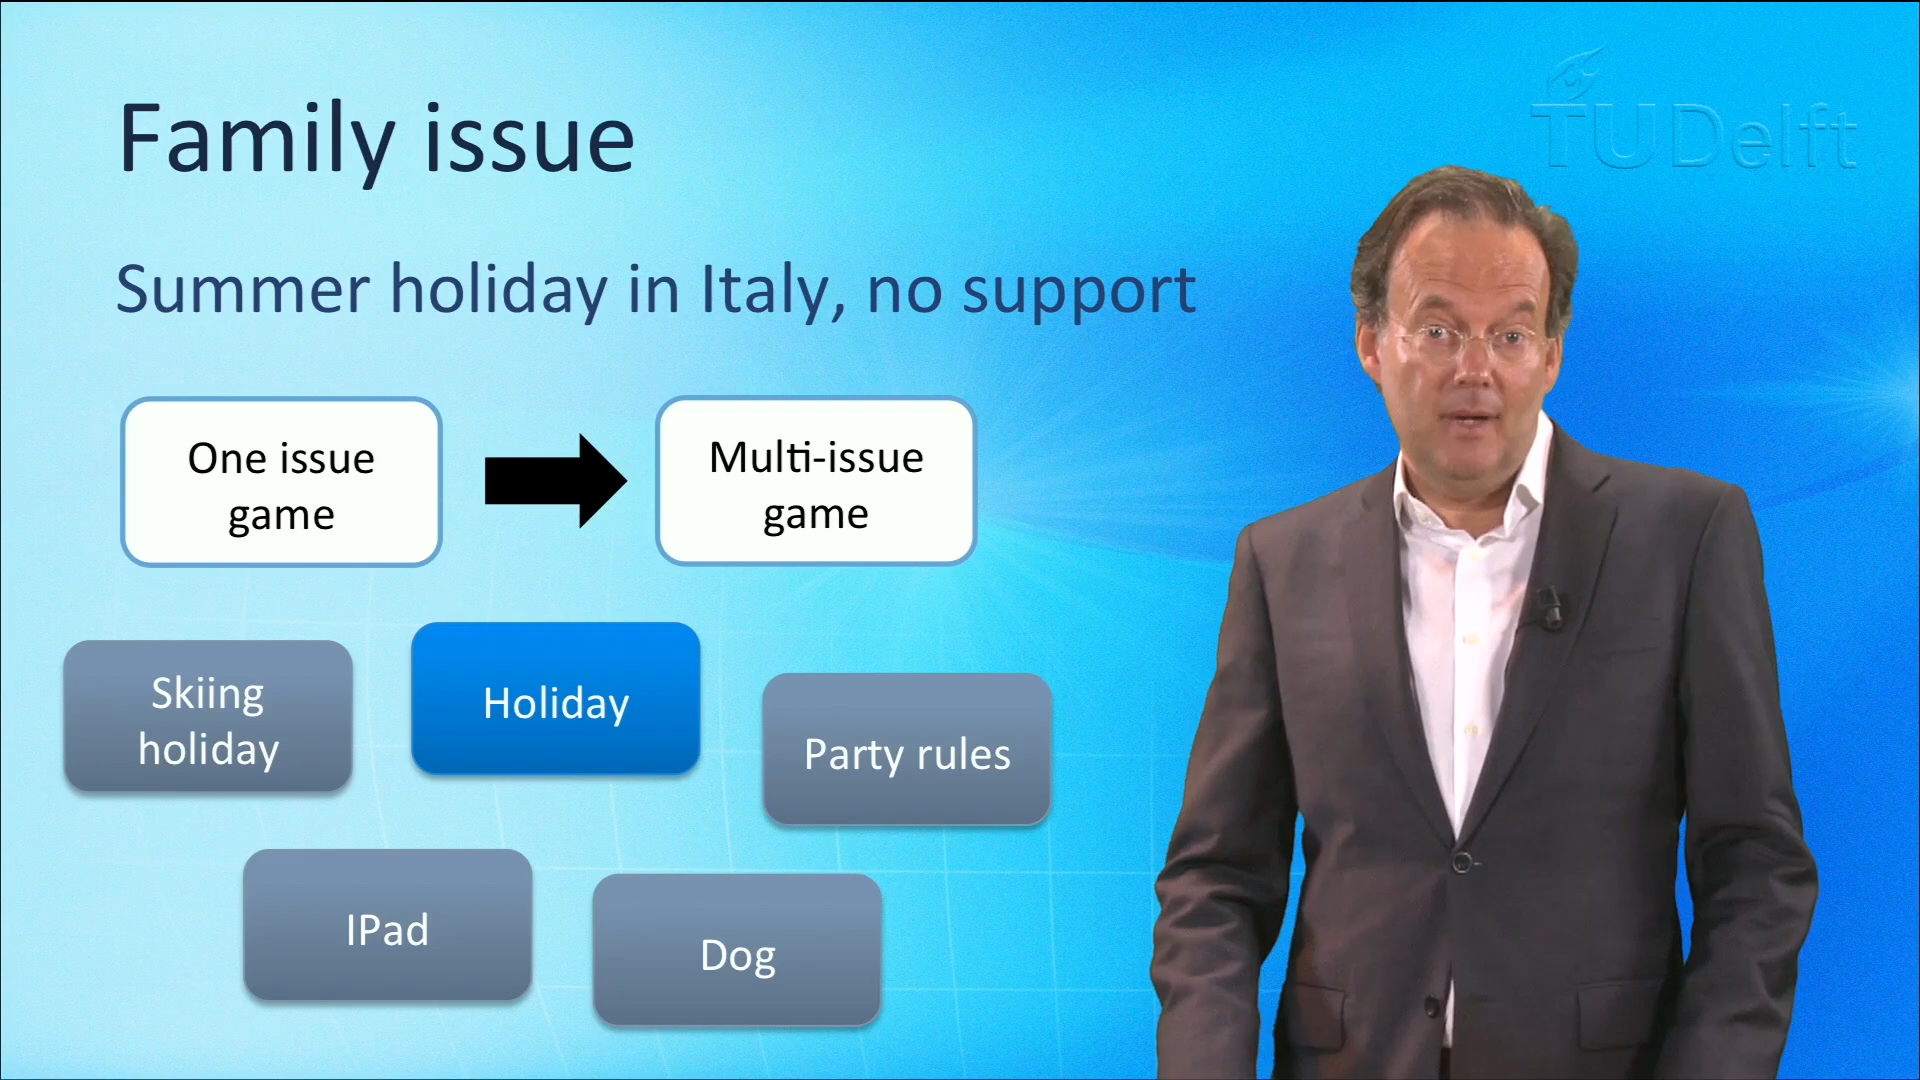 TUDelft
Family issue
Summer holiday in Italy, no support
One issue
game
Multi-issue
game
Skiing
holiday
Holiday
Party rules
IPad
Dog